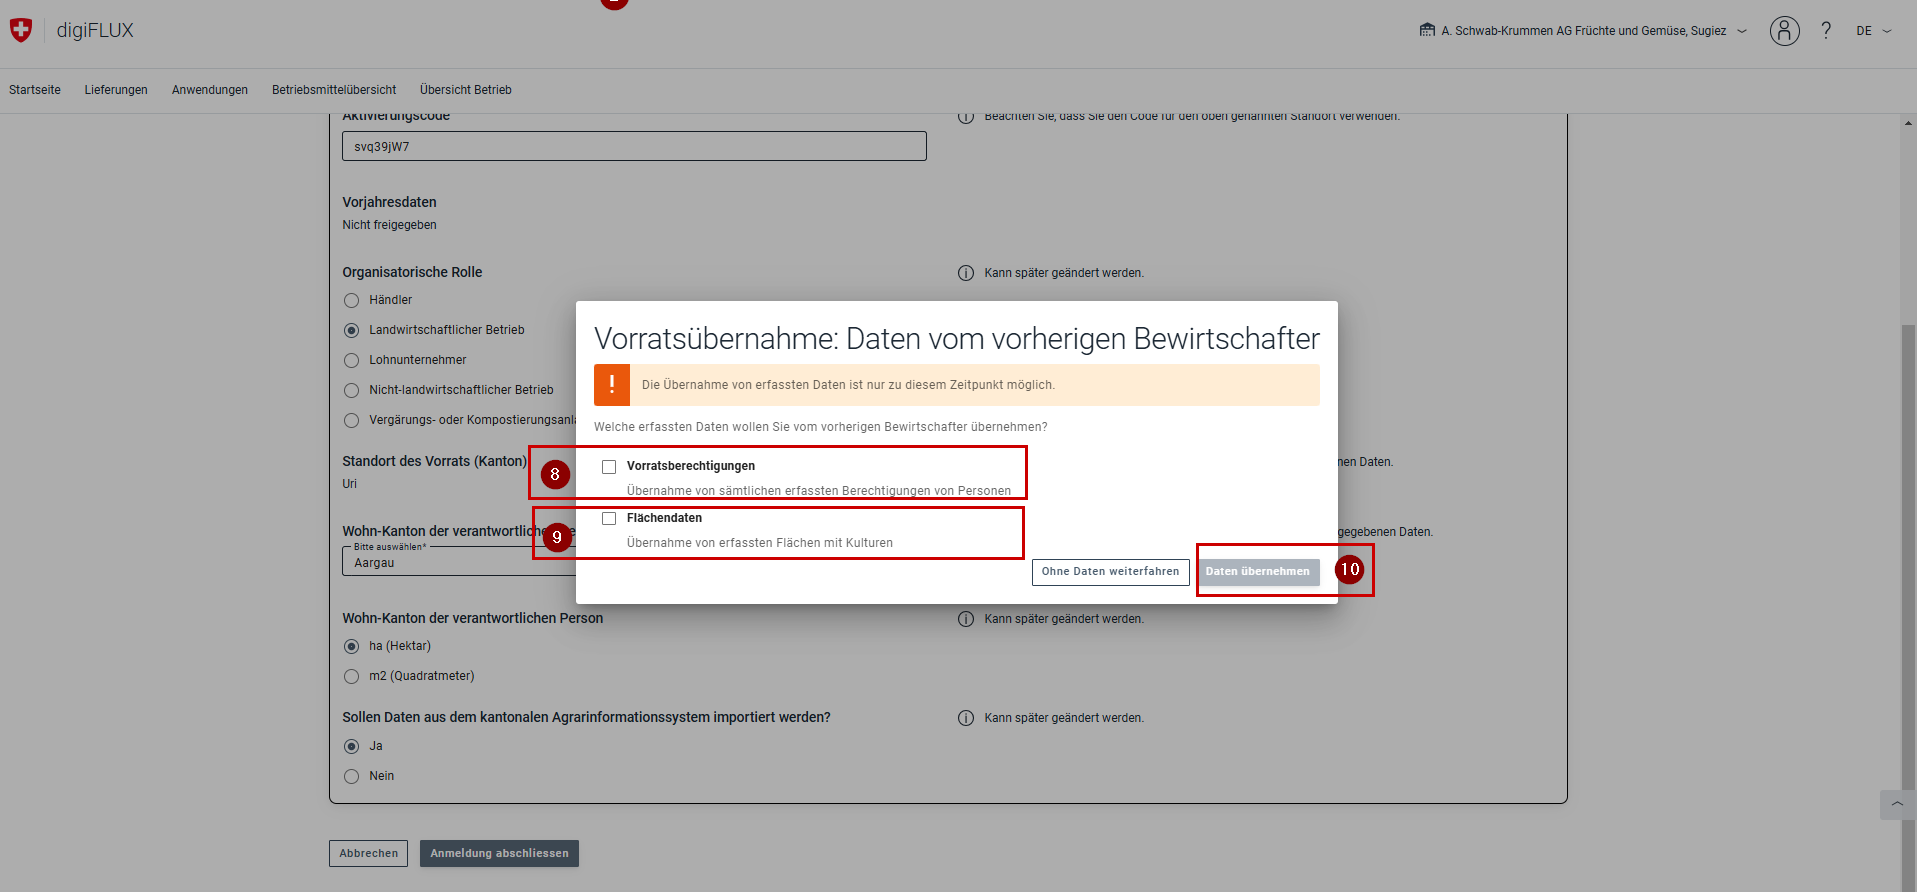 digiFLUX
A. Schwab-Krummen AG Früchte und Gemüse, Sugiez
?
DE
Startseite
Lieferungen
Anwendungen
Betriebsmittelübersicht
Übersicht Betrieb
Aktivierungscode
Beachten Sie, dass Sie den Code für den oben genannten Standort verwenden.
svq39jW7
Vorjahresdaten
Nicht freigegeben
Organisatorische Rolle
Kann später geändert werden.
Händler
Landwirtschaftlicher Betrieb
Lohnunternehmer
Nicht-landwirtschaftlicher Betrieb
Vergärungs- oder Kompostierungsanla
Vorratsübernahme: Daten vom vorherigen Bewirtschafter
! Die Übernahme von erfassten Daten ist nur zu diesem Zeitpunkt möglich.
Welche erfassten Daten wollen Sie vom vorherigen Bewirtschafter übernehmen?
8
Vorratsberechtigungen
Übernahme von sämtlichen erfassten Berechtigungen von Personen
9
Flächendaten
Übernahme von erfassten Flächen mit Kulturen
Ohne Daten weiterfahren
Daten übernehmen
10
Standort des Vorrats (Kanton)
nen Daten.
Uri
Wohn-Kanton der verantwortlichen
gegebenen Daten.
Bitte auswählen*
Aargau
Wohn-Kanton der verantwortlichen Person
Kann später geändert werden.
ha (Hektar)
m2 (Quadratmeter)
Sollen Daten aus dem kantonalen Agrarinformationssystem importiert werden?
Kann später geändert werden.
Ja
Nein
Abbrechen
Anmeldung abschliessen